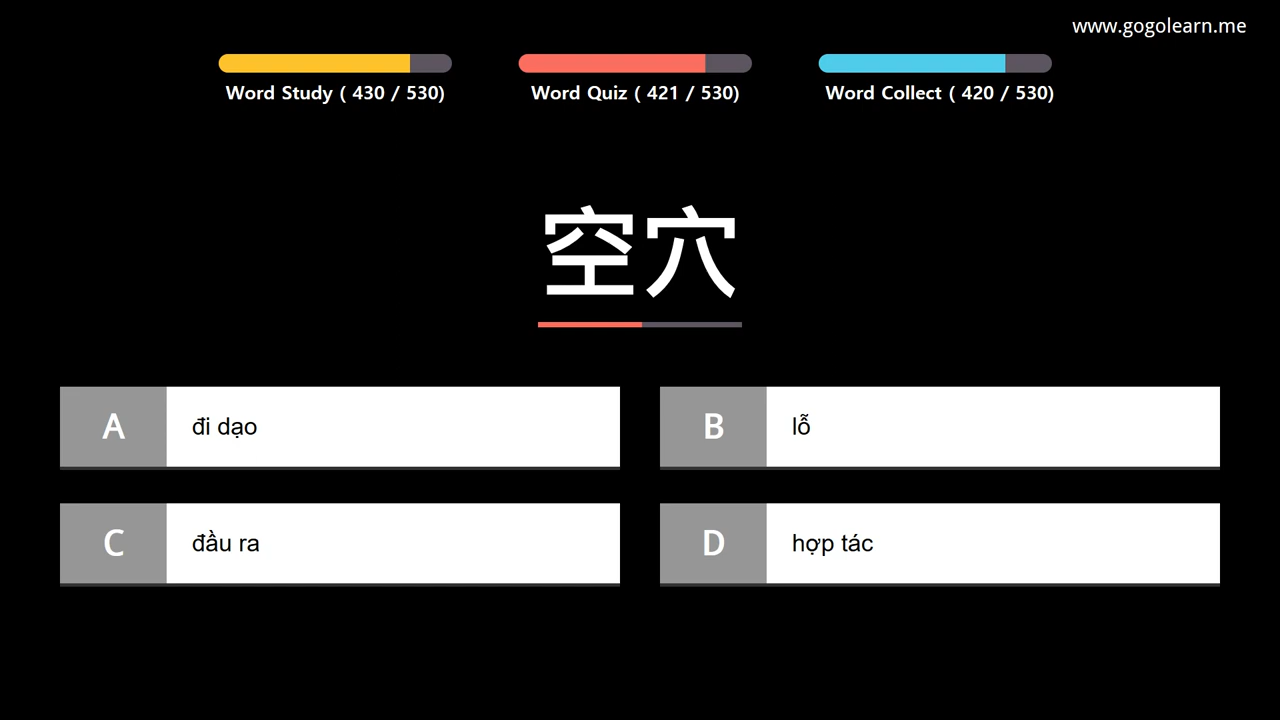 www.gogolearn.me
Word Study ( 430 / 530)
Word Quiz ( 421 / 530)
Word Collect ( 420 / 530)
空穴
A đi dạo
B lỗ
C đầu ra
D hợp tác